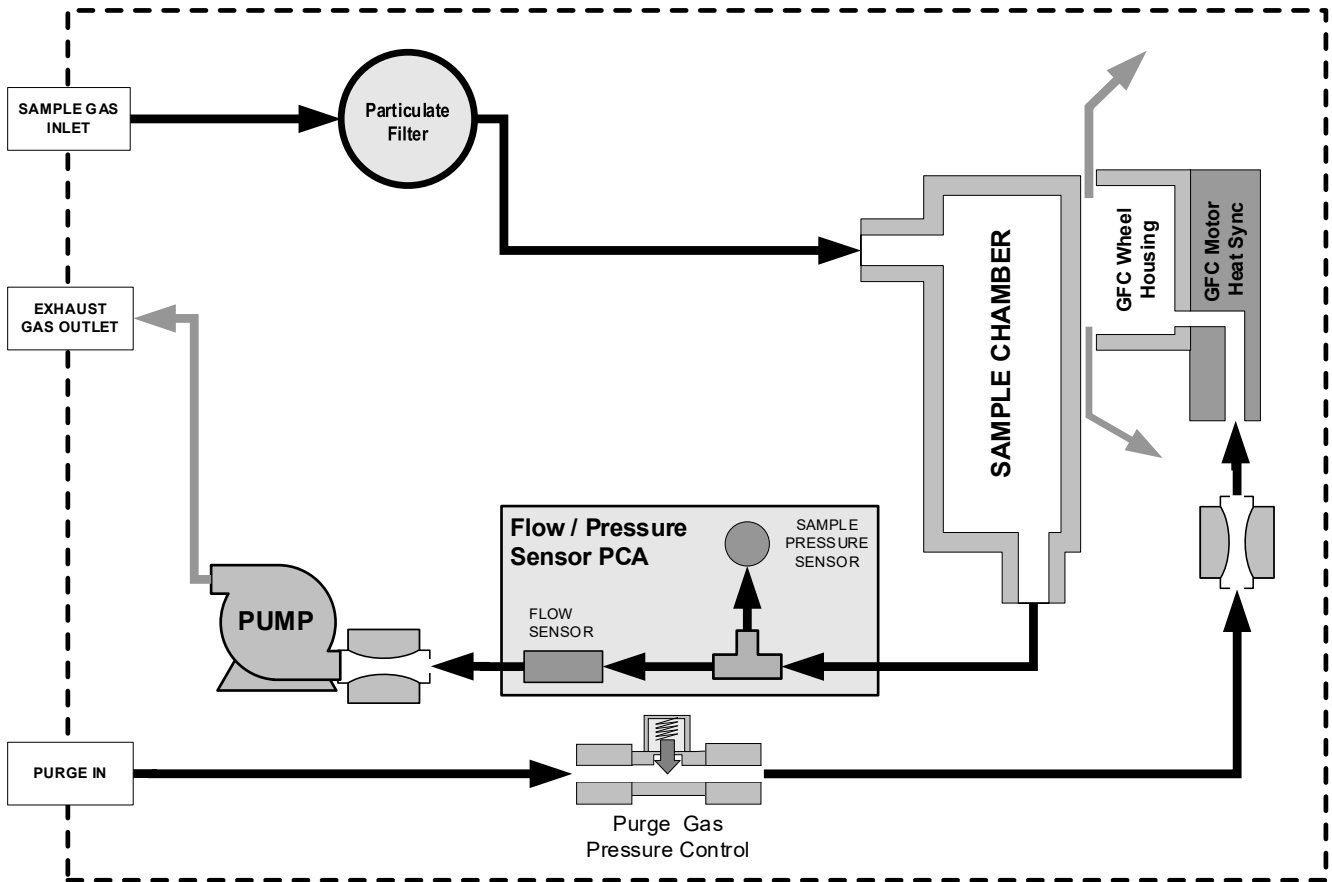 SAMPLE GAS
INLET
Particulate
Filter
EXHAUST
GAS OUTLET
SAMPLE CHAMBER
GFC Wheel
Housing
GFC Motor
Heat Sync
Flow / Pressure
Sensor PCA
SAMPLE
PRESSURE
SENSOR
FLOW
SENSOR
PUMP
PURGE IN
Purge Gas
Pressure Control